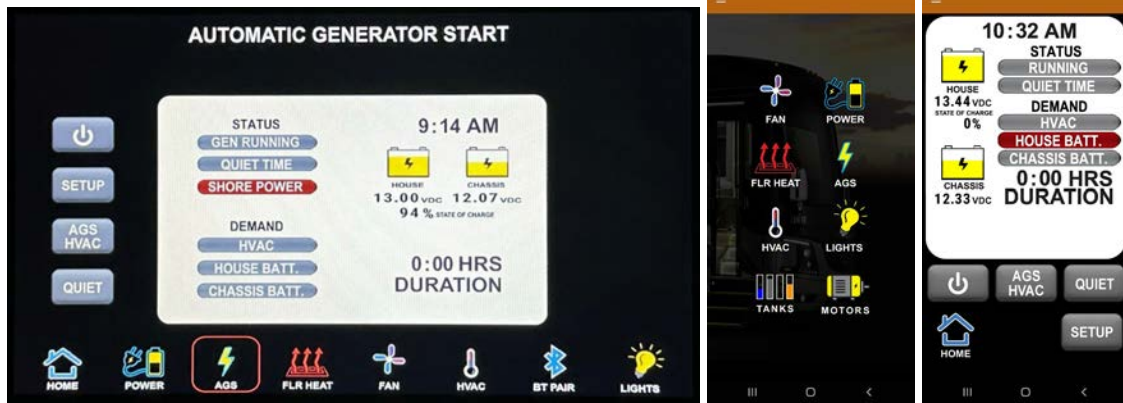 AUTOMATIC GENERATOR START
SETUP
AGS
HVAC
QUIET
STATUS
GEN RUNNING
QUIET TIME
SHORE POWER
DEMAND
HVAC
HOUSE BATT.
CHASSIS BATT.
9:14 AM
HOUSE CHASSIS
13.00 VDC 12.07 VDC
94 % STATE OF CHARGE
0:00 HRS
DURATION
HOME POWER AGS FLR HEAT FAN HVAC BT PAIR LIGHTS
FAN POWER
FLR HEAT AGS
HVAC LIGHTS
TANKS MOTORS
10:32 AM
HOUSE
13.44 VDC
STATE OF CHARGE
0%
CHASSIS
12.33 VDC
STATUS
RUNNING
QUIET TIME
DEMAND
HVAC
HOUSE BATT.
CHASSIS BATT.
0:00 HRS
DURATION
AGS
HVAC
QUIET
HOME
SETUP